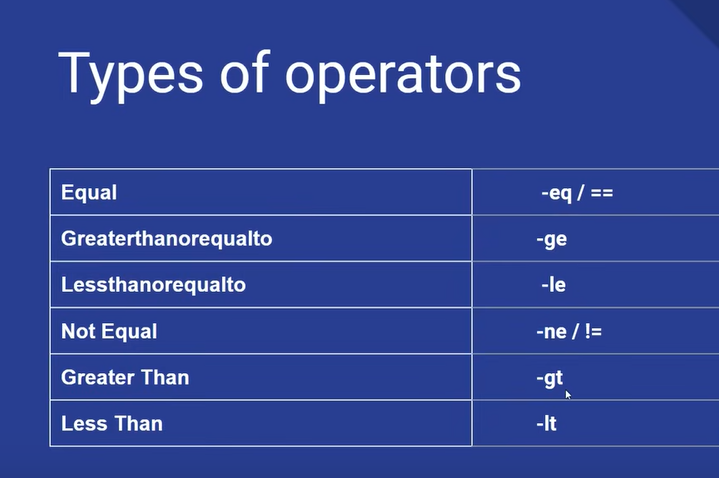 Types of operators
Equal -eq / ==
Greaterthanorequalto -ge
Lessthanorequalto -le
Not Equal -ne / !=
Greater Than -gt
Less Than -lt